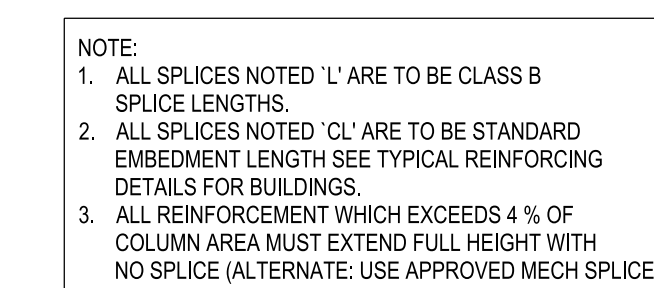 NOTE:
1. ALL SPLICES NOTED `L' ARE TO BE CLASS B
SPLICE LENGTHS.
2. ALL SPLICES NOTED `CL' ARE TO BE STANDARD
EMBEDMENT LENGTH SEE TYPICAL REINFORCING
DETAILS FOR BUILDINGS.
3. ALL REINFORCEMENT WHICH EXCEEDS 4 % OF
COLUMN AREA MUST EXTEND FULL HEIGHT WITH
NO SPLICE (ALTERNATE: USE APPROVED MECH SPLICE